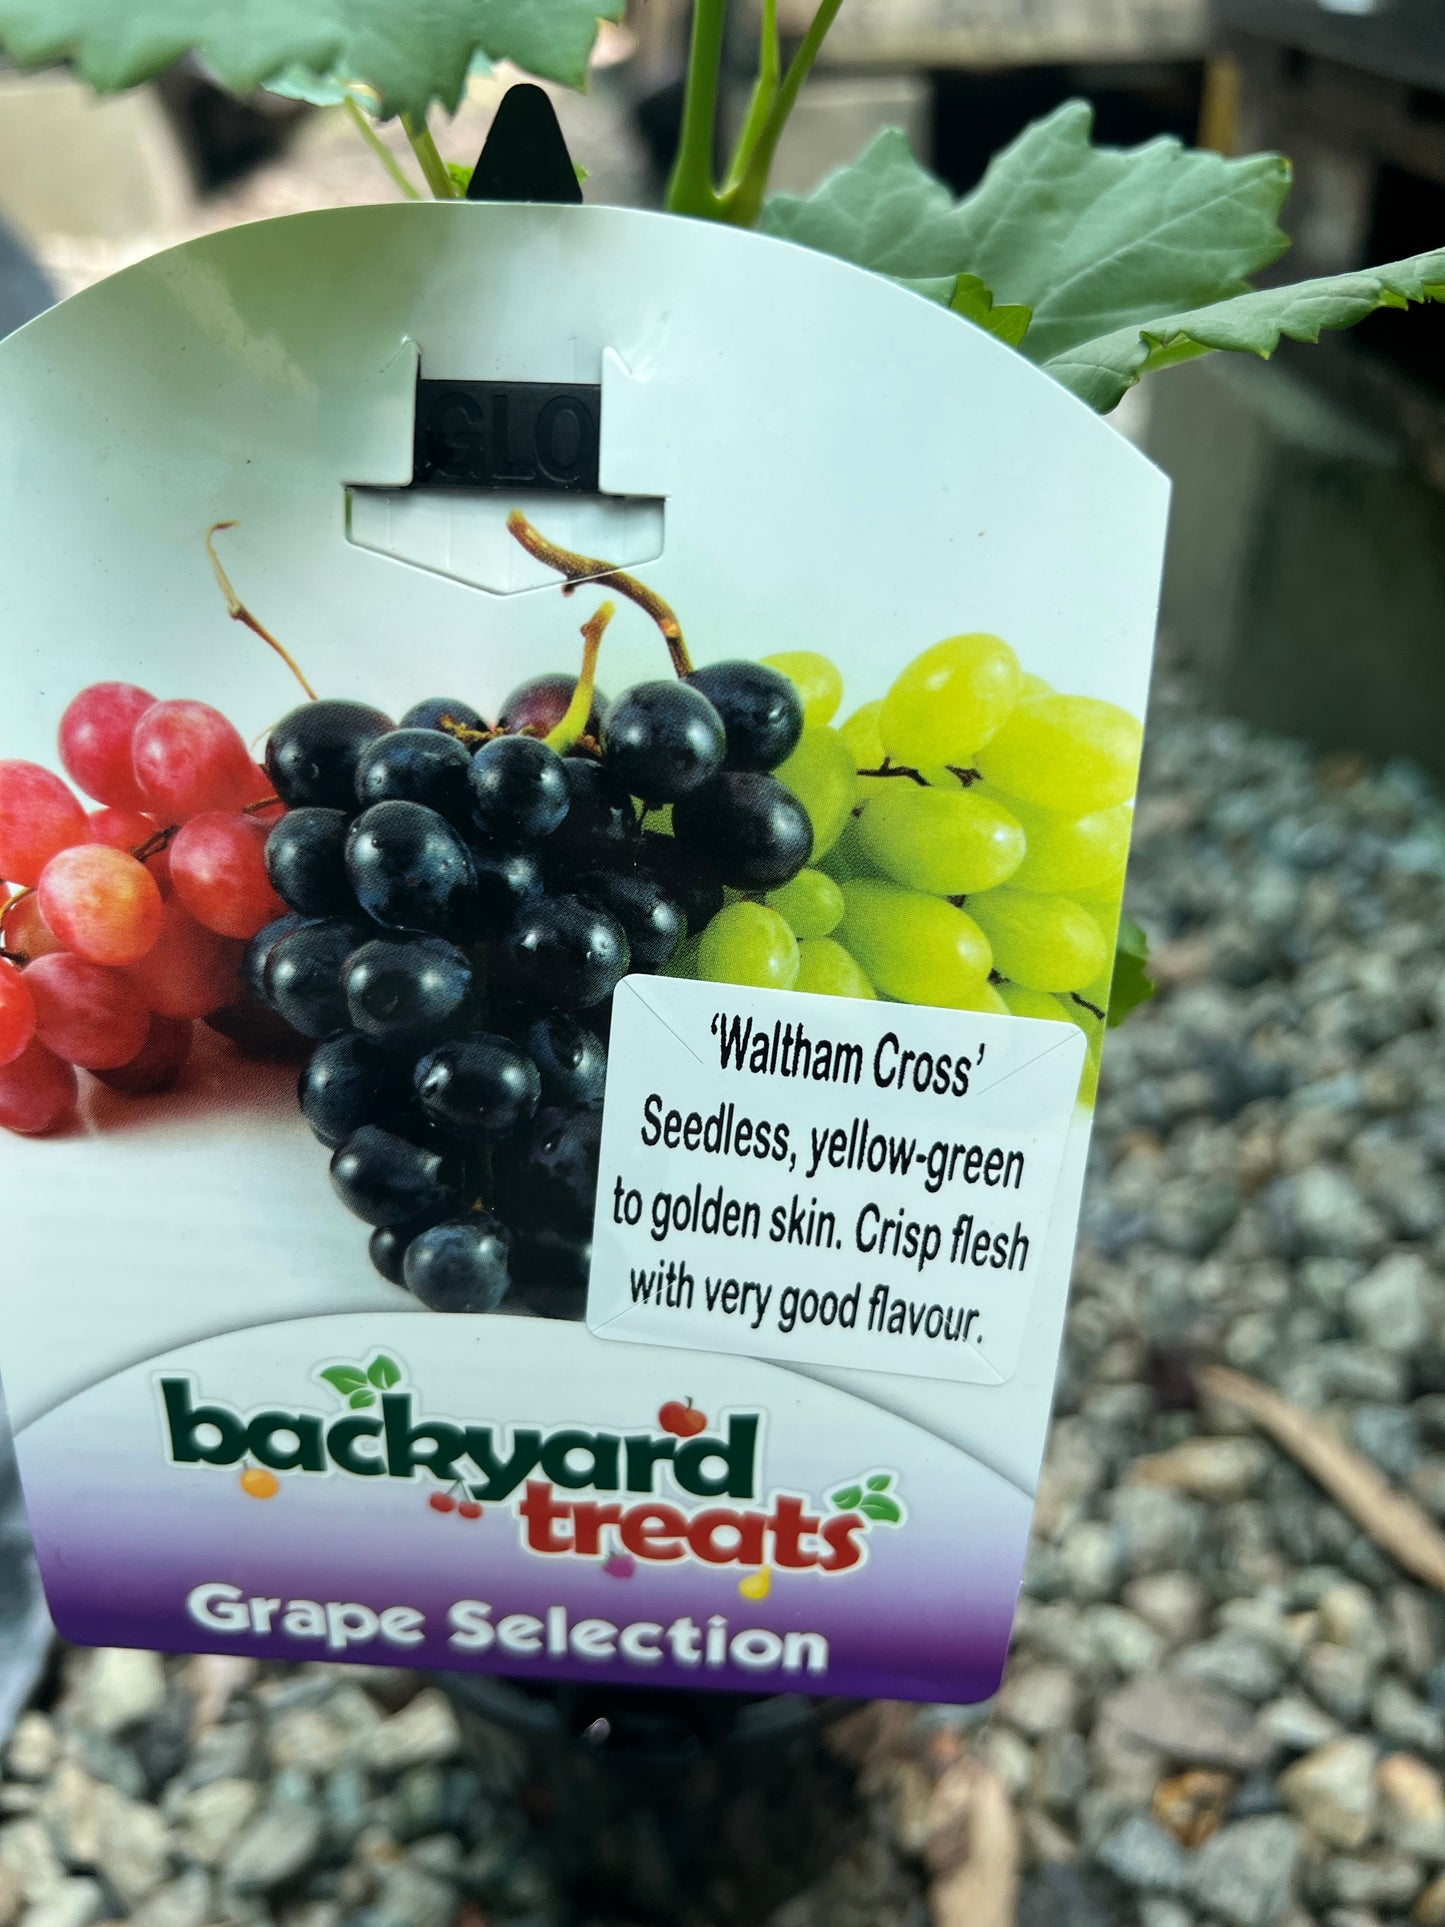 GLO
‘Waltham Cross’
Seedless, yellow-green
to golden skin. Crisp flesh
with very good flavour.
backyard
treats
Grape Selection